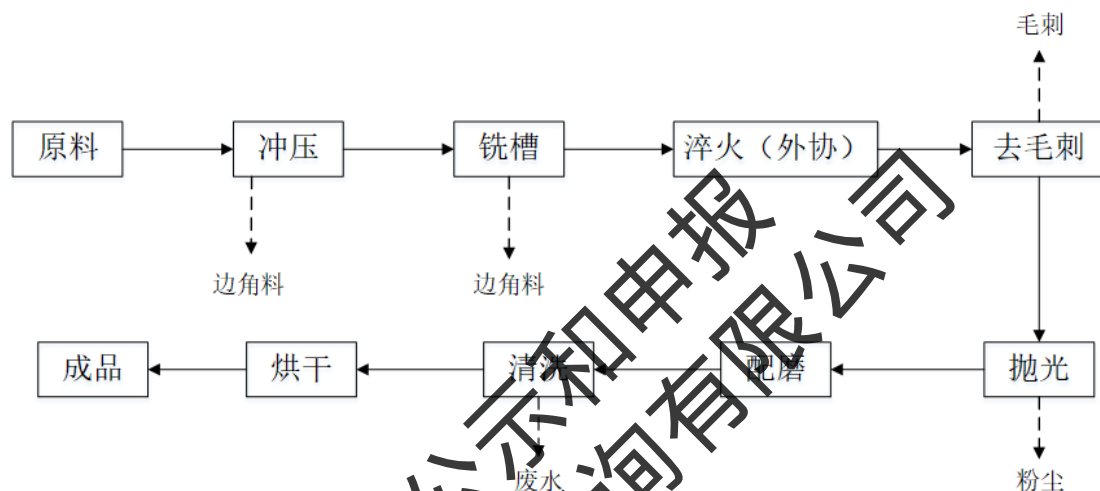 毛刺
原料
冲压
铣槽
淬火（外协）
去毛刺
边角料
边角料
成品
烘干
清洗
配磨
抛光
废水
粉尘
公示和申报
询有限公司